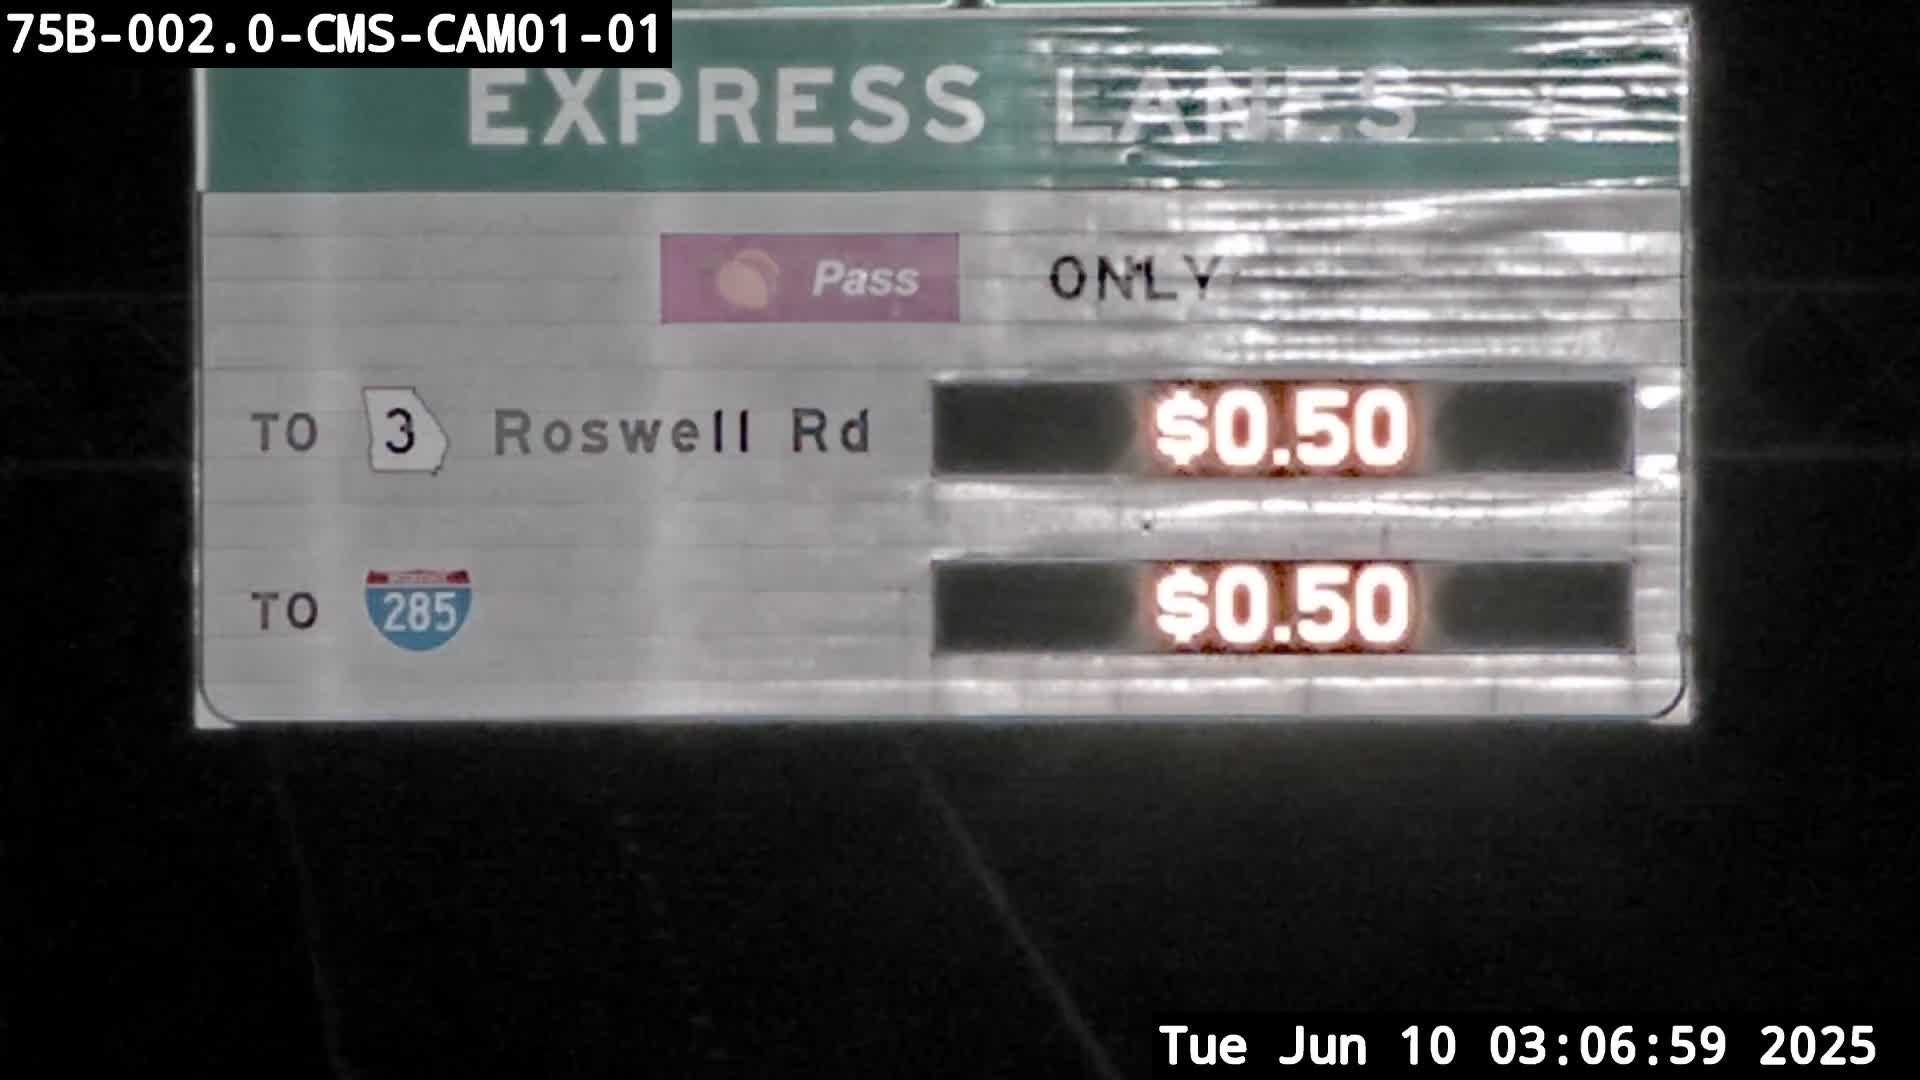 75B-002.0-CMS-CAM01-01
EXPRESS LANES
Pass ONLY
TO 3 Roswell Rd $0.50
TO 285 $0.50
Tue Jun 10 03:06:59 2025